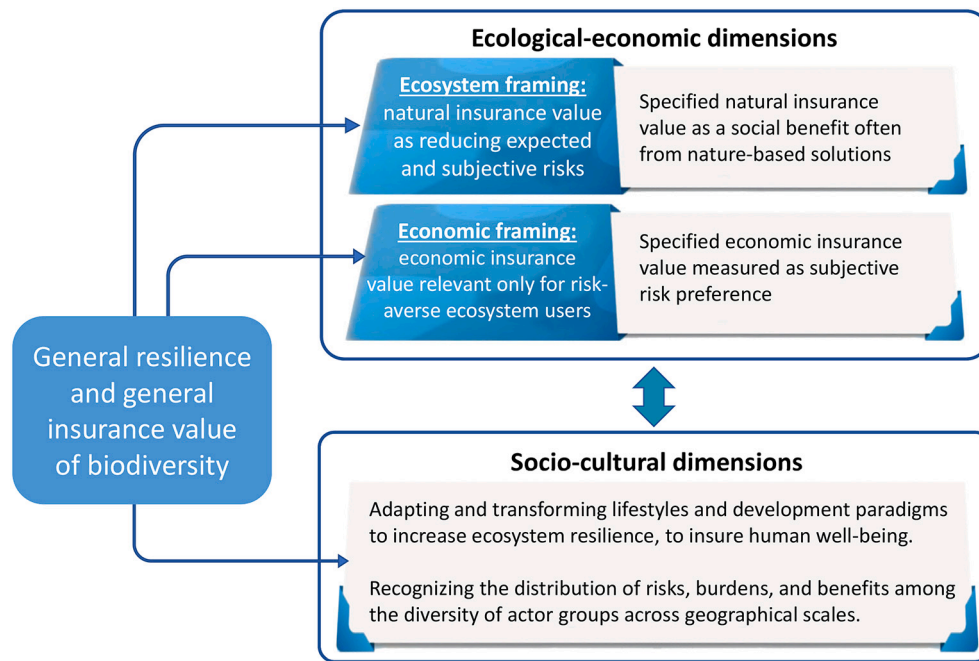 Ecological-economic dimensions
Ecosystem framing:
natural insurance value
as reducing expected
and subjective risks
Specified natural insurance
value as a social benefit often
from nature-based solutions
Economic framing:
economic insurance
value relevant only for risk-
averse ecosystem users
Specified economic insurance
value measured as subjective
risk preference
General resilience
and general
insurance value
of biodiversity
Socio-cultural dimensions
Adapting and transforming lifestyles and development paradigms
to increase ecosystem resilience, to insure human well-being.
Recognizing the distribution of risks, burdens, and benefits among
the diversity of actor groups across geographical scales.